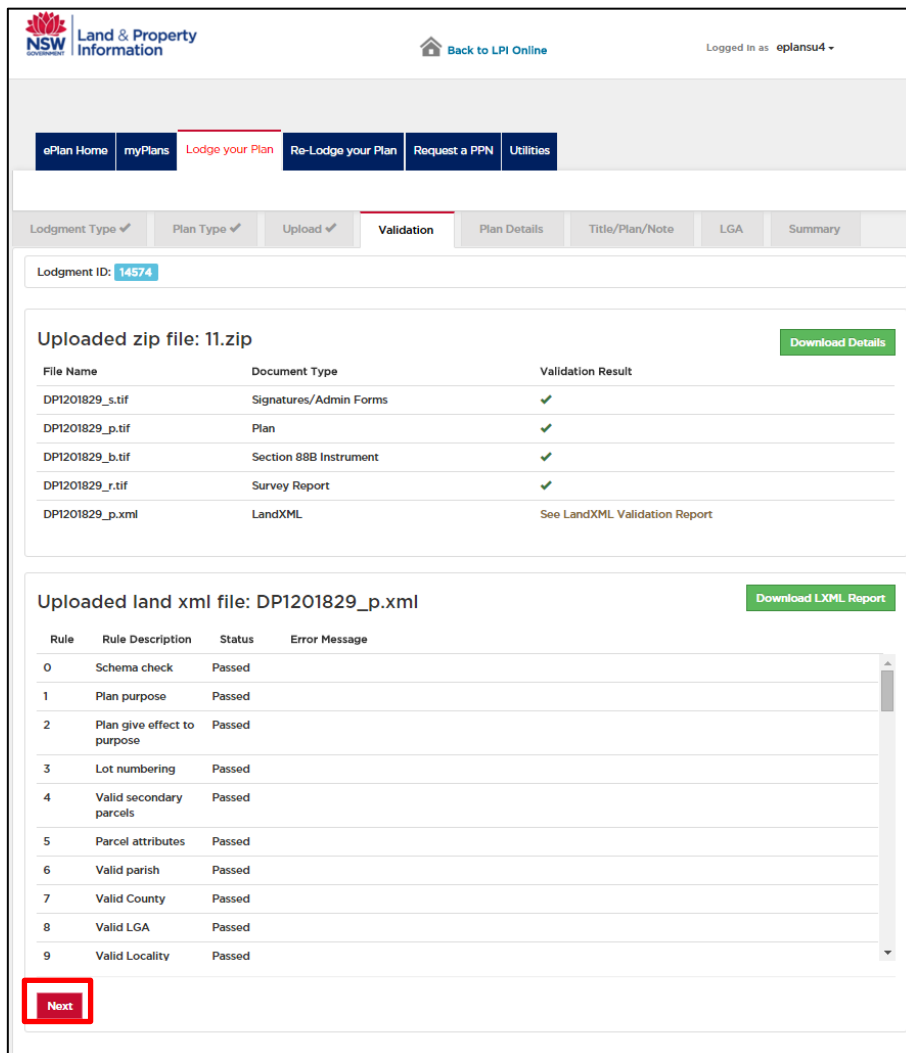 NSW
GOVERNMENT
Land & Property
Information
Back to LPI Online
Logged in as eplansu4
ePlan Home myPlans Lodge your Plan Re-Lodge your Plan Request a PPN Utilities
Lodgment Type ✔ Plan Type ✔ Upload ✔ Validation Plan Details Title/Plan/Note LGA Summary
Lodgment ID: 14574
Uploaded zip file: 11.zip
Download Details
File Name Document Type Validation Result
DP1201829_s.tif Signatures/Admin Forms ✔
DP1201829_p.tif Plan ✔
DP1201829_b.tif Section 88B Instrument ✔
DP1201829_r.tif Survey Report ✔
DP1201829_p.xml LandXML See LandXML Validation Report
Uploaded land xml file: DP1201829_p.xml
Download LXML Report
Rule Rule Description Status Error Message
0 Schema check Passed
1 Plan purpose Passed
2 Plan give effect to Passed
purpose
3 Lot numbering Passed
4 Valid secondary Passed
parcels
5 Parcel attributes Passed
6 Valid parish Passed
7 Valid County Passed
8 Valid LGA Passed
9 Valid Locality Passed
Next